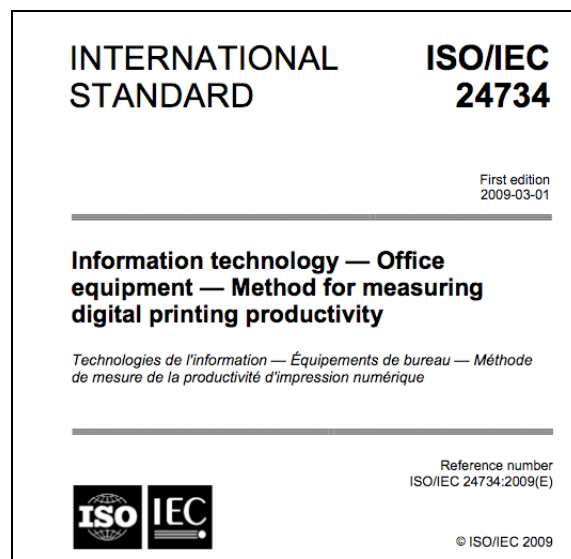 INTERNATIONAL
STANDARD
ISO/IEC
24734
First edition
2009-03-01
Information technology — Office
equipment — Method for measuring
digital printing productivity
Technologies de l'information — Équipements de bureau — Méthode
de mesure de la productivité d'impression numérique
Reference number
ISO/IEC 24734:2009(E)
ISO
IEC
© ISO/IEC 2009